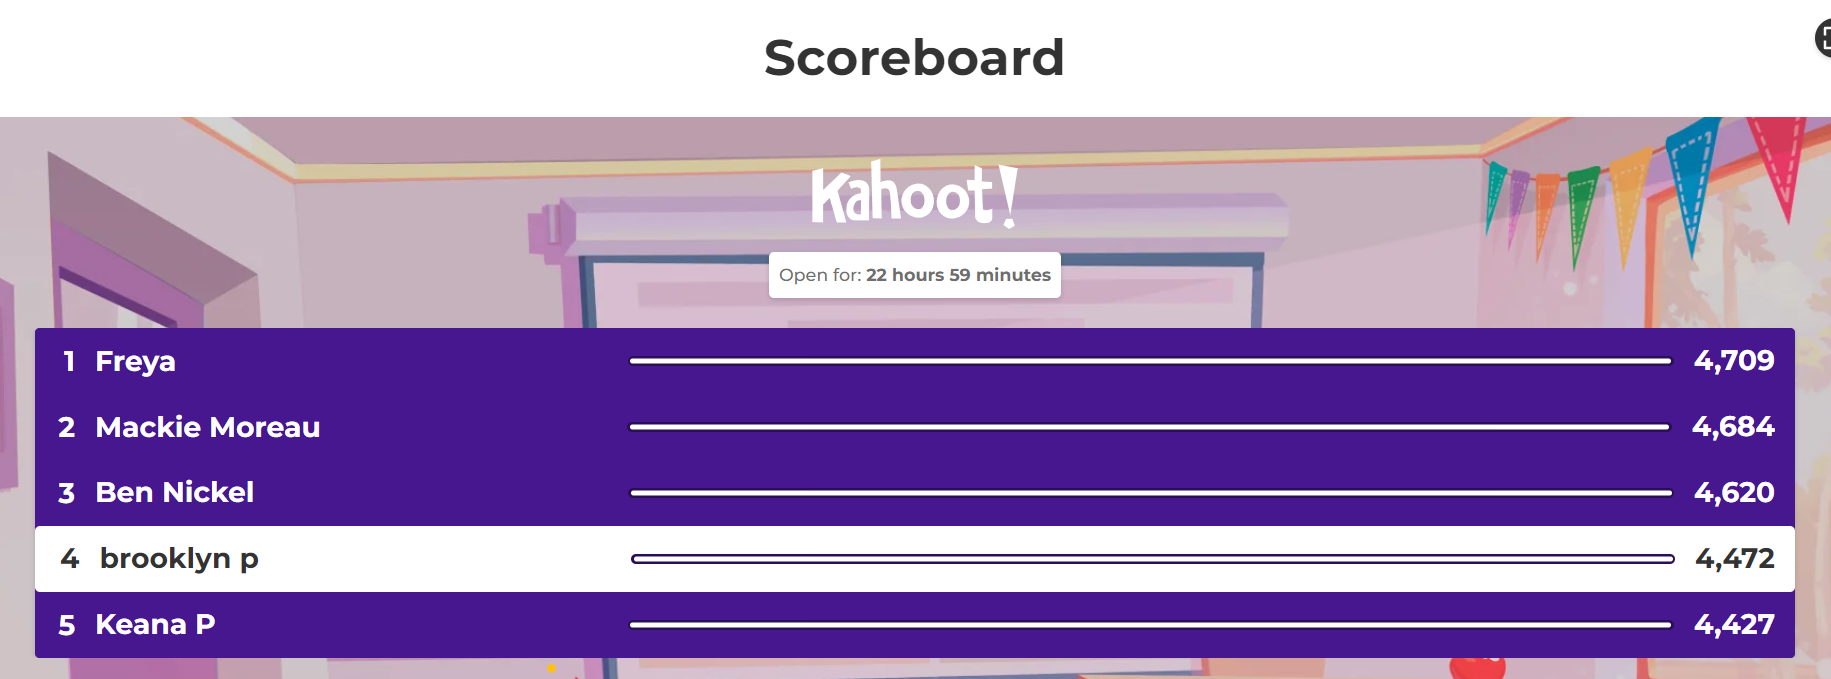 Scoreboard
Kahoot!
Open for: 22 hours 59 minutes
1 Freya 4,709
2 Mackie Moreau 4,684
3 Ben Nickel 4,620
4 brooklyn p 4,472
5 Keana P 4,427